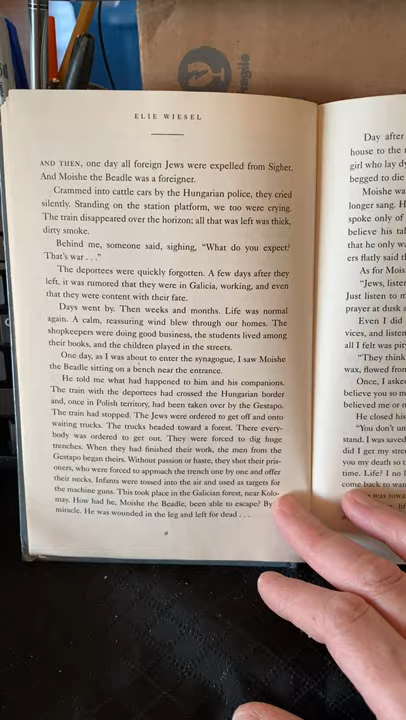 ELIE WIESEL
AND THEN, one day all foreign Jews were expelled from Sighet.
And Moishe the Beadle was a foreigner.
Crammed into cattle cars by the Hungarian police, they cried
silently. Standing on the station platform, we too were crying.
The train disappeared over the horizon; all that was left was thick,
dirty smoke.
Behind me, someone said, sighing, "What do you expect?
That's war . . ."
The deportees were quickly forgotten. A few days after they
left, it was rumored that they were in Galicia, working, and even
that they were content with their fate.
Days went by. Then weeks and months. Life was normal
again. A calm, reassuring wind blew through our homes. The
shopkeepers were doing good business, the students lived among
their books, and the children played in the streets.
One day, as I was about to enter the synagogue, I saw Moishe
the Beadle sitting on a bench near the entrance.
He told me what had happened to him and his companions.
The train with the deportees had crossed the Hungarian border
and, once in Polish territory, had been taken over by the Gestapo.
The train had stopped. The Jews were ordered to get off and onto
waiting trucks. The trucks headed toward a forest. There every-
body was ordered to get out. They were forced to dig huge
trenches. When they had finished their work, the men from the
Gestapo began theirs. Without passion or haste, they shot their pris-
oners, who were forced to approach the trench one by one and offer
their necks. Infants were tossed into the air and used as targets for
the machine guns. This took place in the Galician forest, near Kolo-
may. How had he, Moishe the Beadle, been able to escape? By a
miracle. He was wounded in the leg and left for dead . . .
6
Day after
house to the
girl who lay dy
begged to die
Moishe wa
longer sang. H
spoke only of
believe his tal
that he only wa
ers flatly said th
As for Mois
"Jews, listen
Just listen to m
prayer at dusk a
Even I did
vices, and listen
all I felt was pity
"They think
wax, flowed from
Once, I asked
believe you so m
believed me or n
He closed his
"You don't un
stand. I was saved
did I get my stren
you my death so t
time. Life? I no l
come back to warn
was towa
fragile